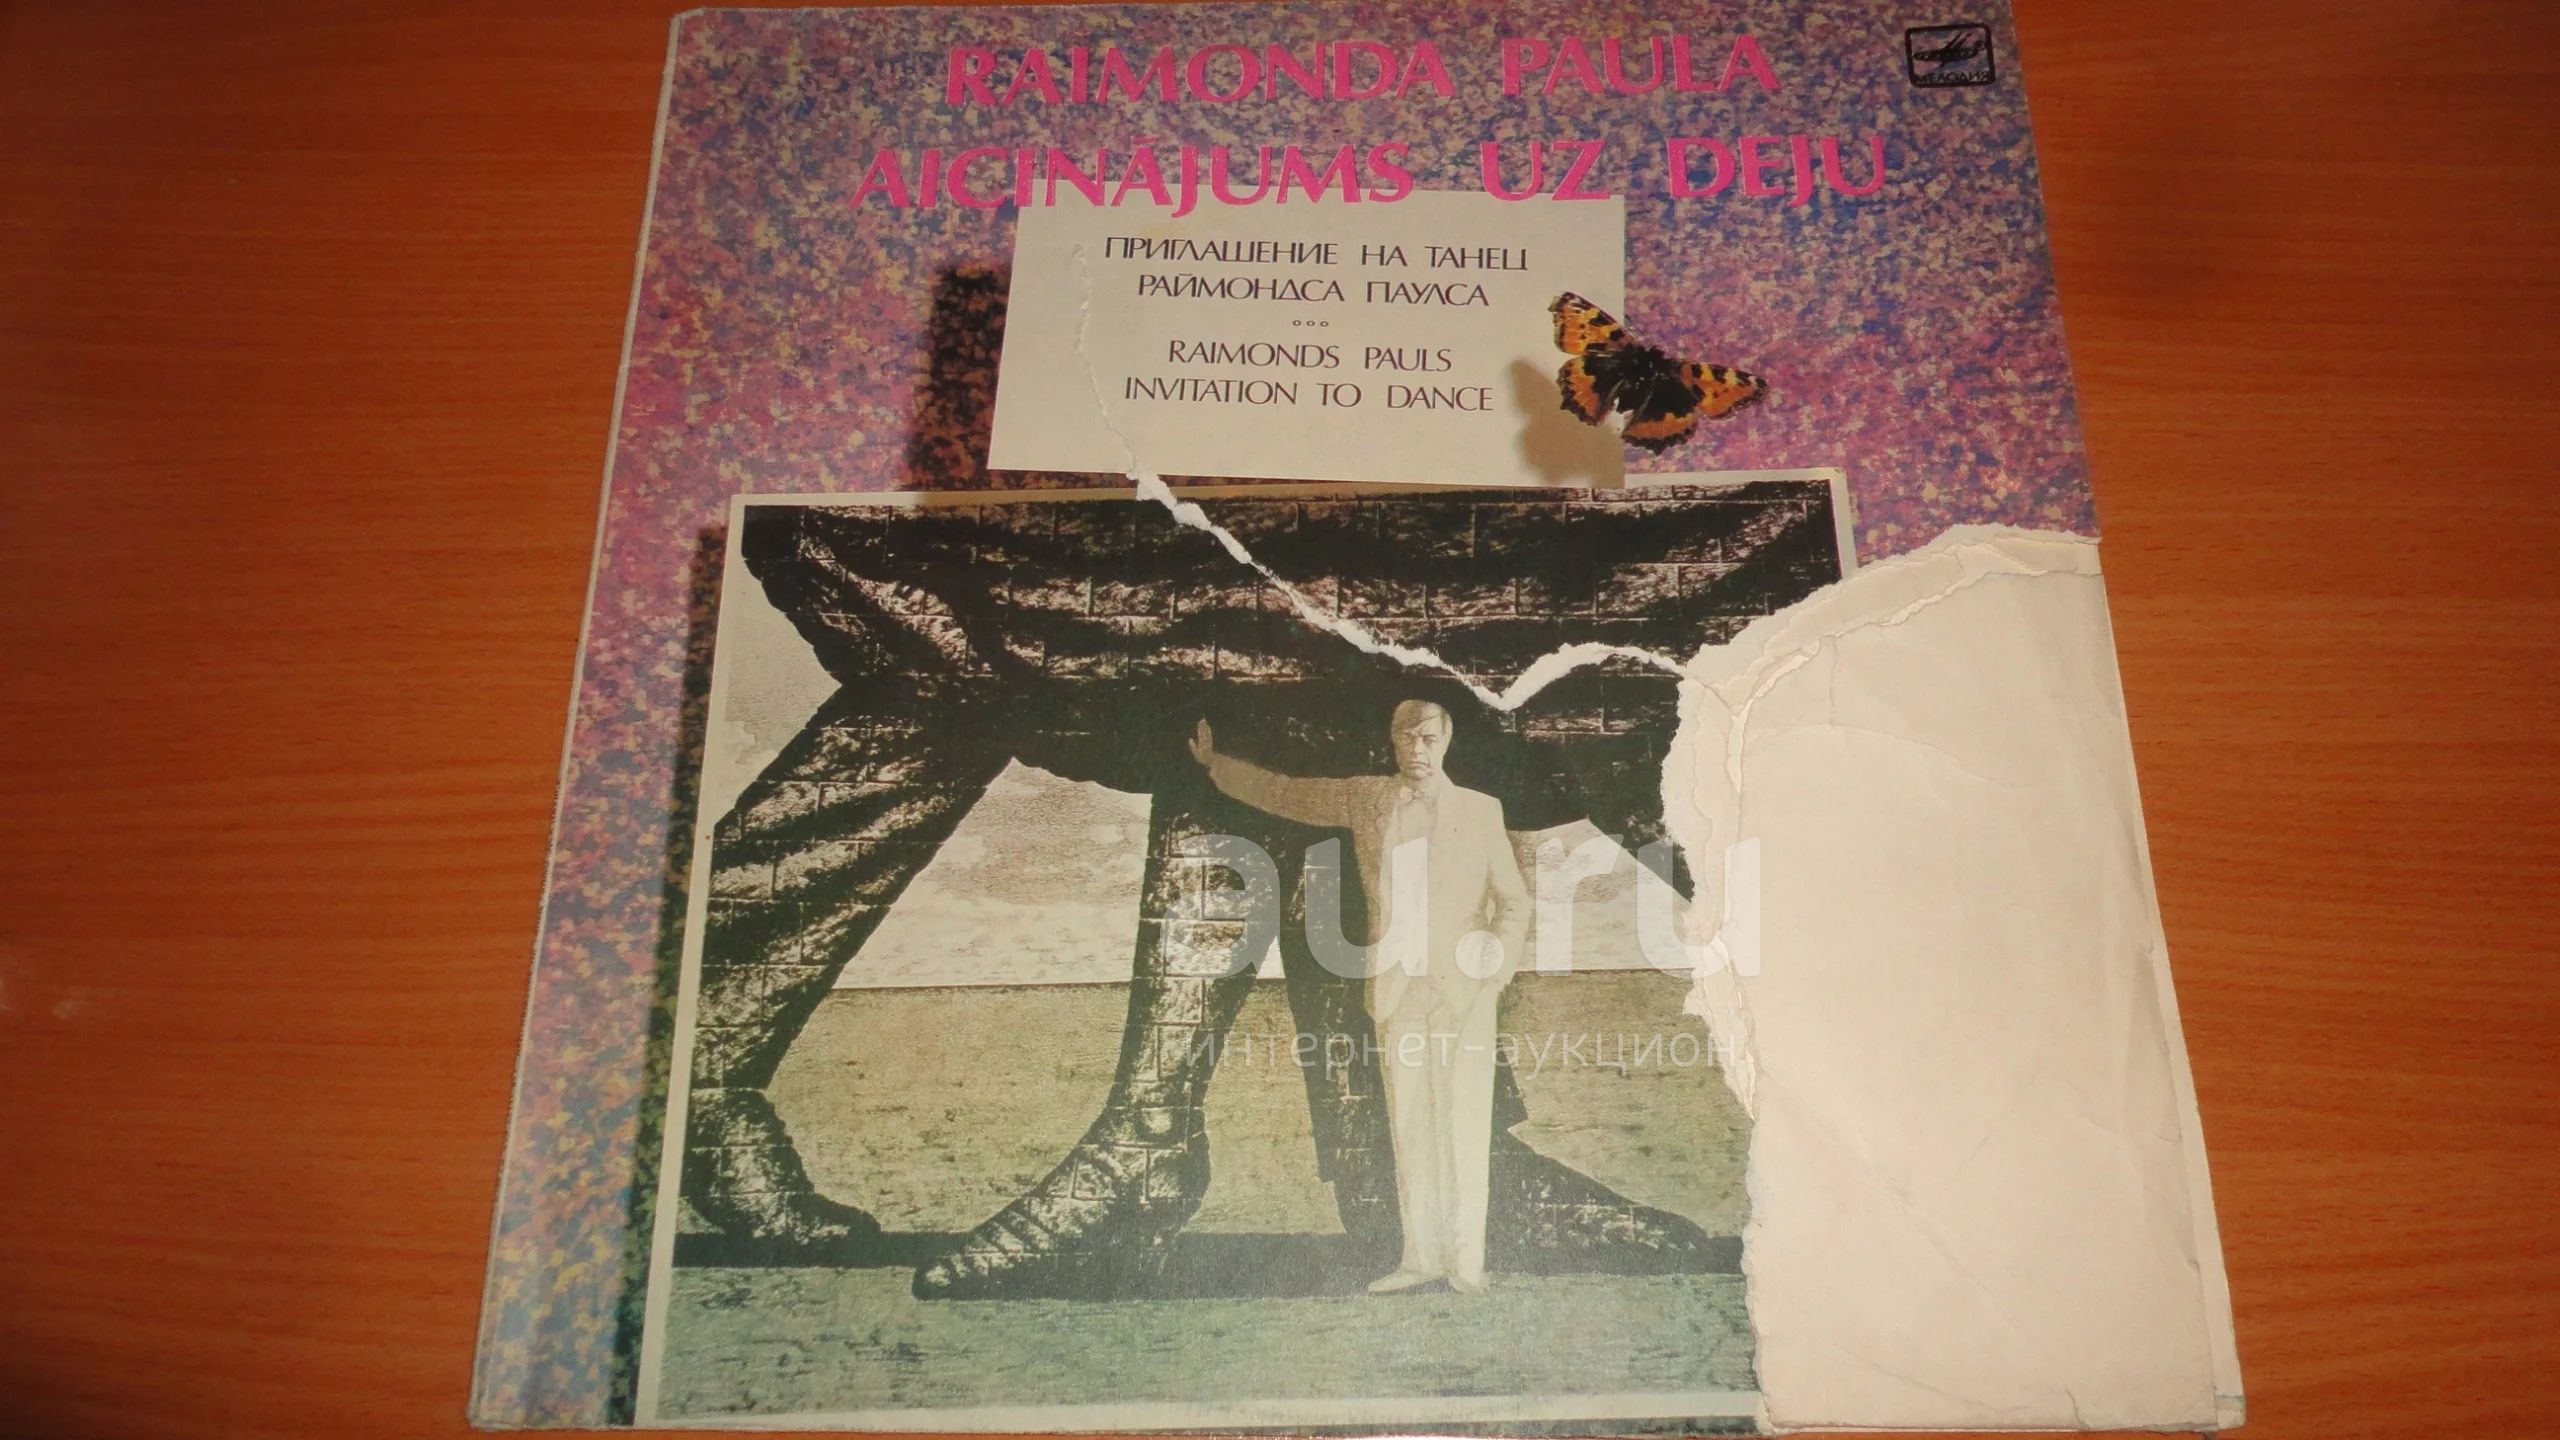 RAIMONDA PAULA
МЕЛОДИЯ
AICINĀJUMS UZ DEJU
ПРИГЛАШЕНИЕ НА ТАНЕЦ
РАЙМОНДСА ПАУЛСА
RAIMONDS PAULS
INVITATION TO DANCE
au.ru
интернет-аукцион